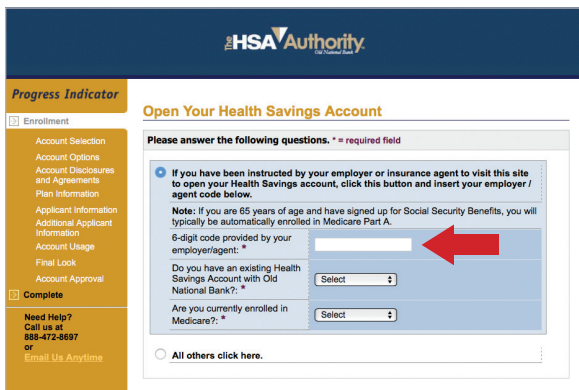 The HSA Authority.
Old National Bank
Progress Indicator
Enrollment
Account Selection
Account Options
Account Disclosures
and Agreements
Plan Information
Applicant Information
Additional Applicant
Information
Account Usage
Final Look
Account Approval
Complete
Need Help?
Call us at
888-472-8697
or
Email Us Anytime
Open Your Health Savings Account
Please answer the following questions. * = required field
If you have been instructed by your employer or insurance agent to visit this site
to open your Health Savings account, click this button and insert your employer /
agent code below.
Note: If you are 65 years of age and have signed up for Social Security Benefits, you will
typically be automatically enrolled in Medicare Part A.
6-digit code provided by your
employer/agent: *
Do you have an existing Health
Savings Account with Old
National Bank?: *
Select
Are you currently enrolled in
Medicare?: *
Select
All others click here.